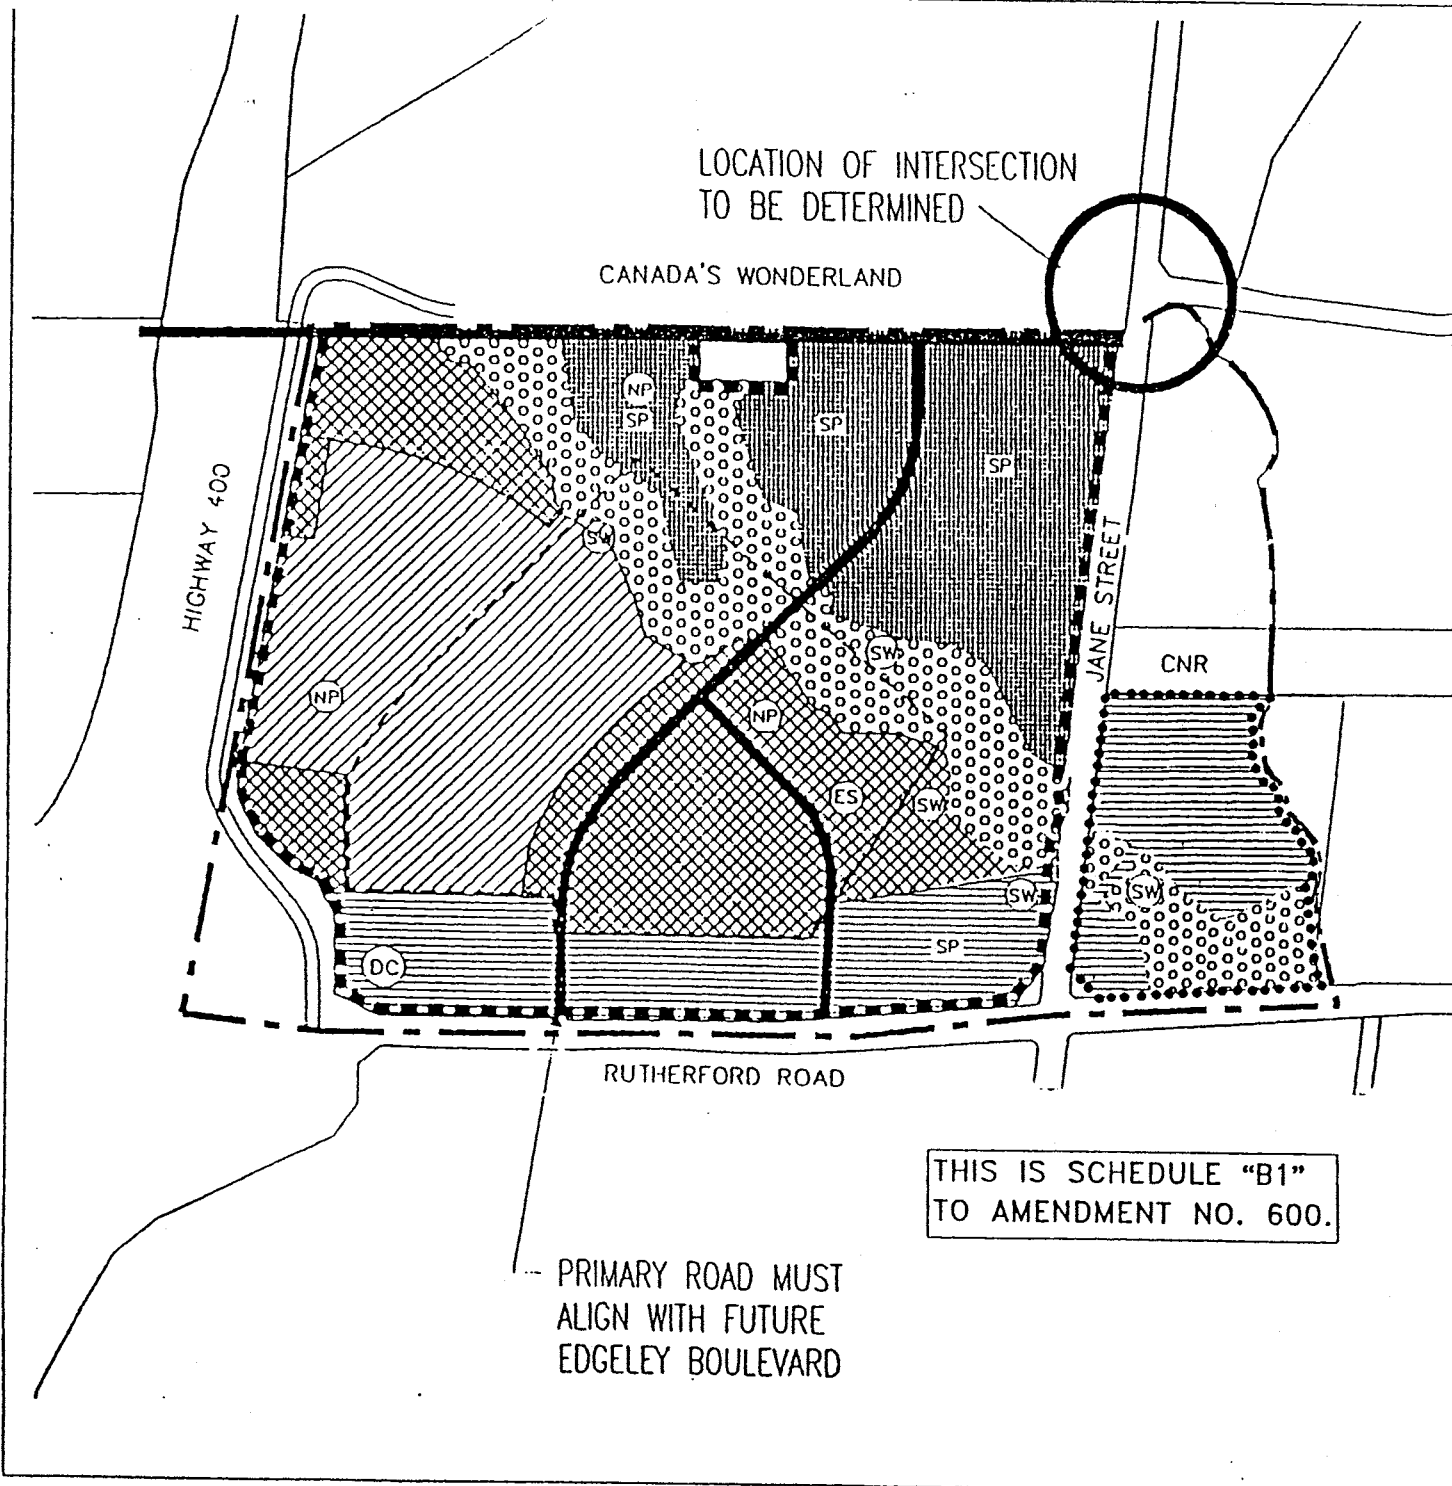 LOCATION OF INTERSECTION
TO BE DETERMINED
CANADA'S WONDERLAND
NP
SP
SP
SP
HIGHWAY 400
SW
JANE STREET
SW
CNR
NP
NP
ES
SW
SW
SW
SP
DC
RUTHERFORD ROAD
THIS IS SCHEDULE “B1”
TO AMENDMENT NO. 600.
PRIMARY ROAD MUST
ALIGN WITH FUTURE
EDGELEY BOULEVARD